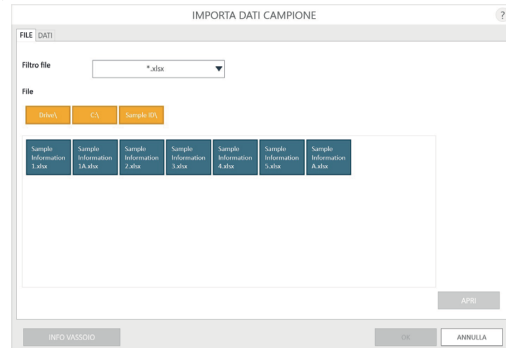 IMPORTA DATI CAMPIONE
?
FILE DATI
Filtro file
*.xlsx
File
Drive\ C:\ Sample ID\
Sample Information 1.xlsx
Sample Information 1A.xlsx
Sample Information 2.xlsx
Sample Information 3.xlsx
Sample Information 4.xlsx
Sample Information 5.xlsx
Sample Information A.xlsx
APRI
INFO VASSOIO
OK
ANNULLA